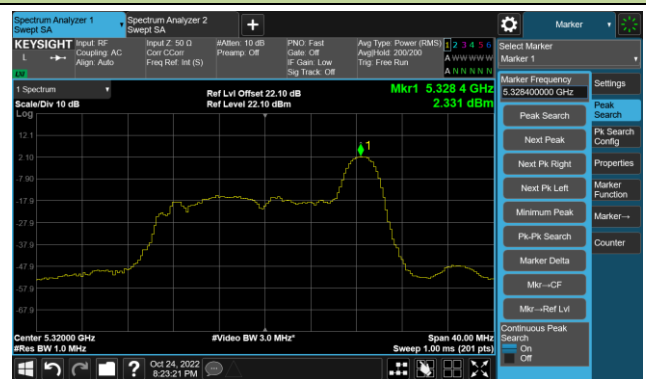 Spectrum Analyzer 1
Swept SA
Spectrum Analyzer 2
Swept SA
+
Marker
KEYSIGHT
L
Input: RF
Coupling: AC
Align: Auto
Input Z: 50 Ω
Corr CCorr
Freq Ref: Int (S)
#Atten: 10 dB
Preamp: Off
PNO: Fast
Gate: Off
IF Gain: Low
Sig Track: Off
Avg Type: Power (RMS)
Avg|Hold: 200/200
Trig: Free Run
1 2 3 4 5 6
A W W W W W
A N N N N N
Select Marker
Marker 1
1 Spectrum
Scale/Div 10 dB
Log
Ref Lvl Offset 22.10 dB
Ref Level 22.10 dBm
Mkr1 5.328 4 GHz
2.331 dBm
12.1
2.10
-7.90
-17.9
-27.9
-37.9
-47.9
-57.9
-67.9
1
Center 5.32000 GHz
#Res BW 1.0 MHz
#Video BW 3.0 MHz*
Span 40.00 MHz
Sweep 1.00 ms (201 pts)
Marker Frequency
5.328400000 GHz
Peak Search
Next Peak
Next Pk Right
Next Pk Left
Minimum Peak
Pk-Pk Search
Marker Delta
Mkr→CF
Mkr→Ref Lvl
Continuous Peak
Search
On
Off
Settings
Peak
Search
Pk Search
Config
Properties
Marker
Function
Marker→
Counter
?
Oct 24, 2022
8:23:21 PM